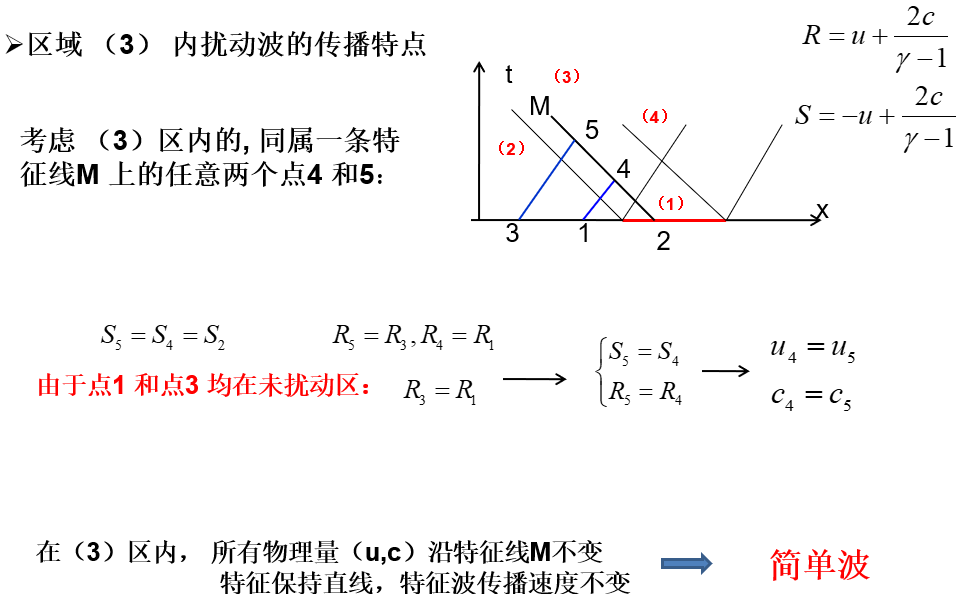 ➢区域 （3） 内扰动波的传播特点
R = u + \frac{2c}{γ − 1}
S = −u + \frac{2c}{γ − 1}
考虑 （3）区内的, 同属一条特
征线M 上的任意两个点4 和5：
t
（3）
M
5
（4）
（2）
4
（1）
x
3
1
2
S_5 = S_4 = S_2
R_5 = R_3 , R_4 = R_1
由于点1 和点3 均在未扰动区：
R_3 = R_1
S_5 = S_4
R_5 = R_4
u_4 = u_5
c_4 = c_5
在（3）区内， 所有物理量（u,c）沿特征线M不变
特征保持直线，特征波传播速度不变
简单波